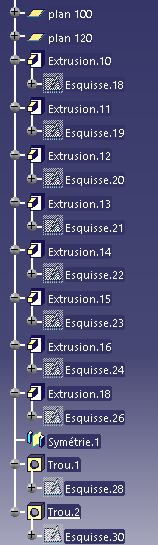 plan 100
plan 120
Extrusion.10
Esquisse.18
Extrusion.11
Esquisse.19
Extrusion.12
Esquisse.20
Extrusion.13
Esquisse.21
Extrusion.14
Esquisse.22
Extrusion.15
Esquisse.23
Extrusion.16
Esquisse.24
Extrusion.18
Esquisse.26
Symétrie.1
Trou.1
Esquisse.28
Trou.2
Esquisse.30